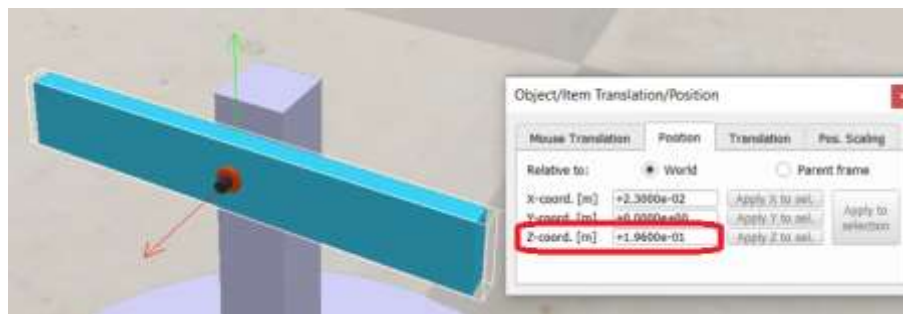 Object/Item Translation/Position
Mouse Translation Position Translation Pos. Scaling
Relative to: World Parent frame
X-coord. [m] +2.3000e-02 Apply X to sel.
Y-coord. [m] +0.0000e+00 Apply Y to sel. Apply to
Z-coord. [m] +1.9600e-01 Apply Z to sel. selection